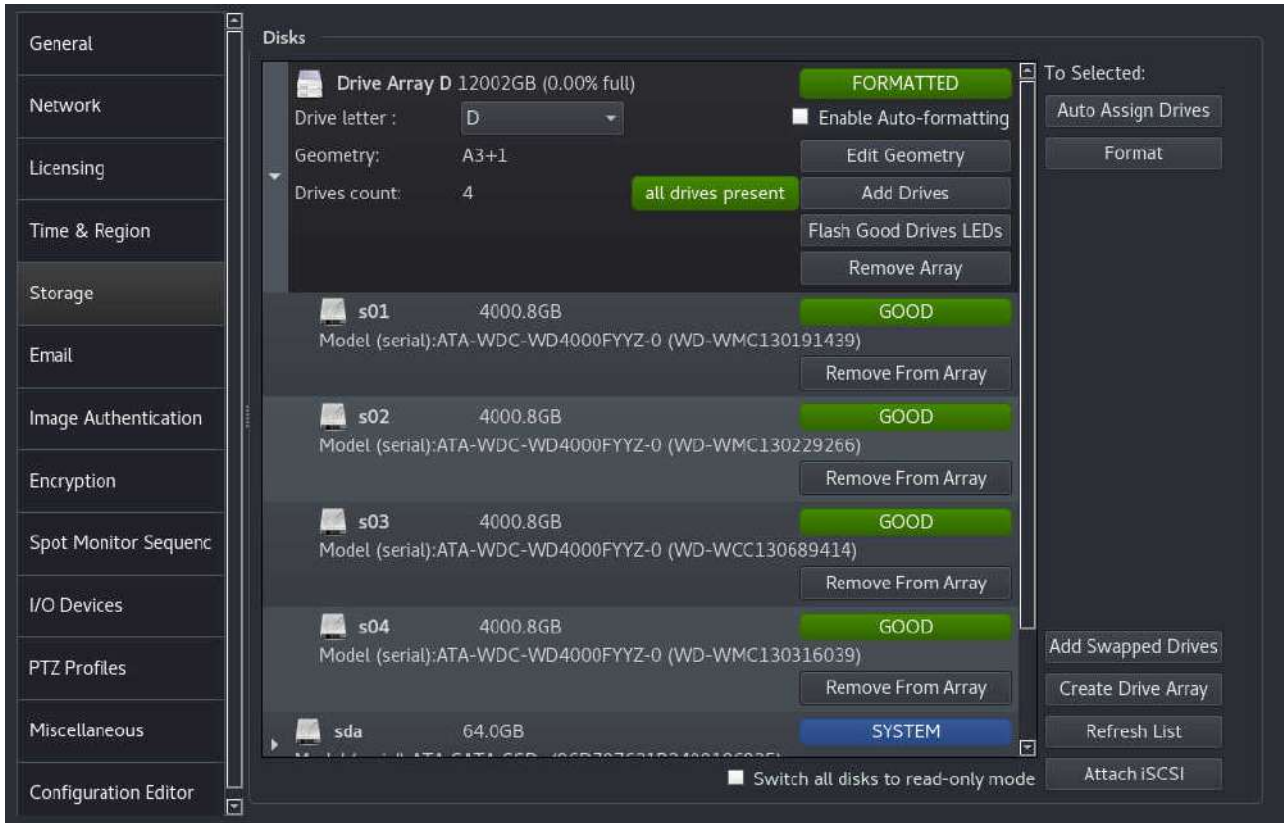 General
Network
Licensing
Time & Region
Storage
Email
Image Authentication
Encryption
Spot Monitor Sequenc
I/O Devices
PTZ Profiles
Miscellaneous
Configuration Editor
Disks
Drive Array D 12002GB (0.00% full)
FORMATTED
Drive letter :
D
Enable Auto-formatting
Geometry:
A3+1
Edit Geometry
Drives count:
4
all drives present
Add Drives
Flash Good Drives LEDs
Remove Array
s01
4000.8GB
GOOD
Model (serial):ATA-WDC-WD4000FYYZ-0 (WD-WMC130191439)
Remove From Array
s02
4000.8GB
GOOD
Model (serial):ATA-WDC-WD4000FYYZ-0 (WD-WMC130229266)
Remove From Array
s03
4000.8GB
GOOD
Model (serial):ATA-WDC-WD4000FYYZ-0 (WD-WCC130689414)
Remove From Array
s04
4000.8GB
GOOD
Model (serial):ATA-WDC-WD4000FYYZ-0 (WD-WMC130316039)
Remove From Array
sda
64.0GB
SYSTEM
Switch all disks to read-only mode
To Selected:
Auto Assign Drives
Format
Add Swapped Drives
Create Drive Array
Refresh List
Attach iSCSI